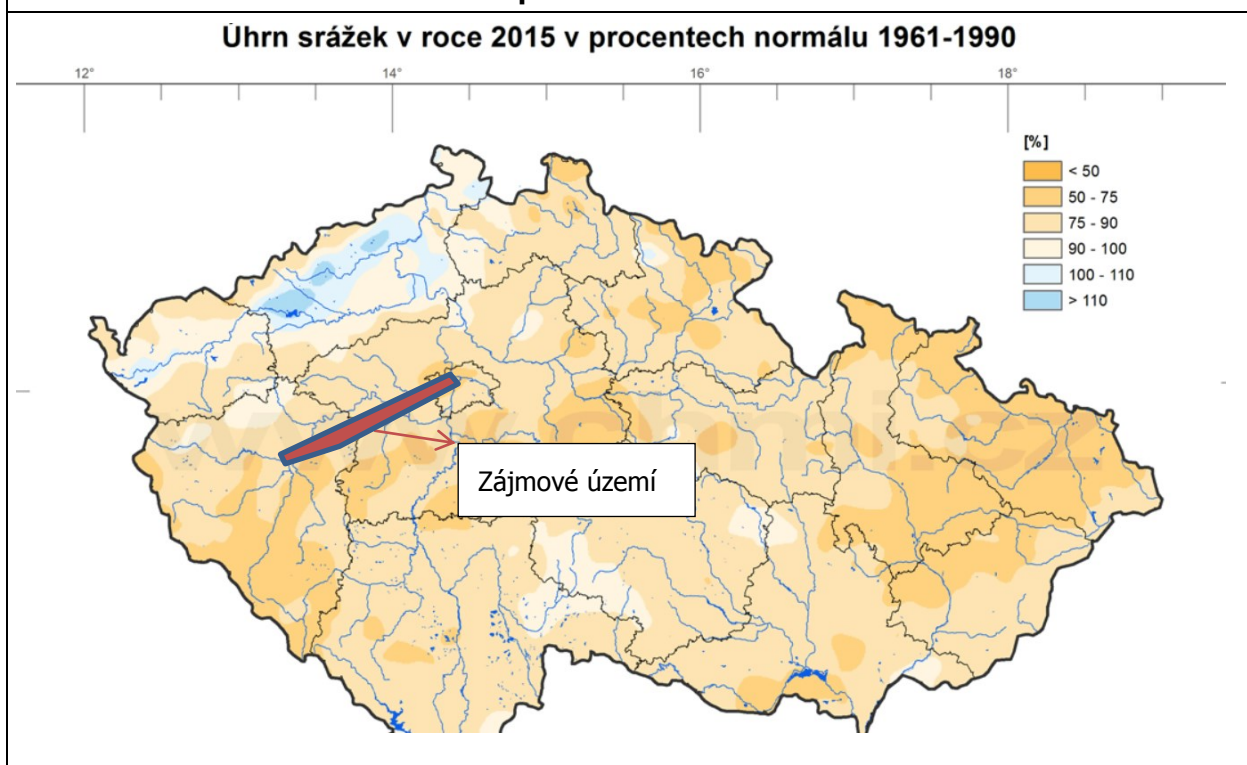 Úhrn srážek v roce 2015 v procentech normálu 1961-1990
12° 14° 16° 18°
[%]
< 50
50 - 75
75 - 90
90 - 100
100 - 110
> 110
Zájmové území